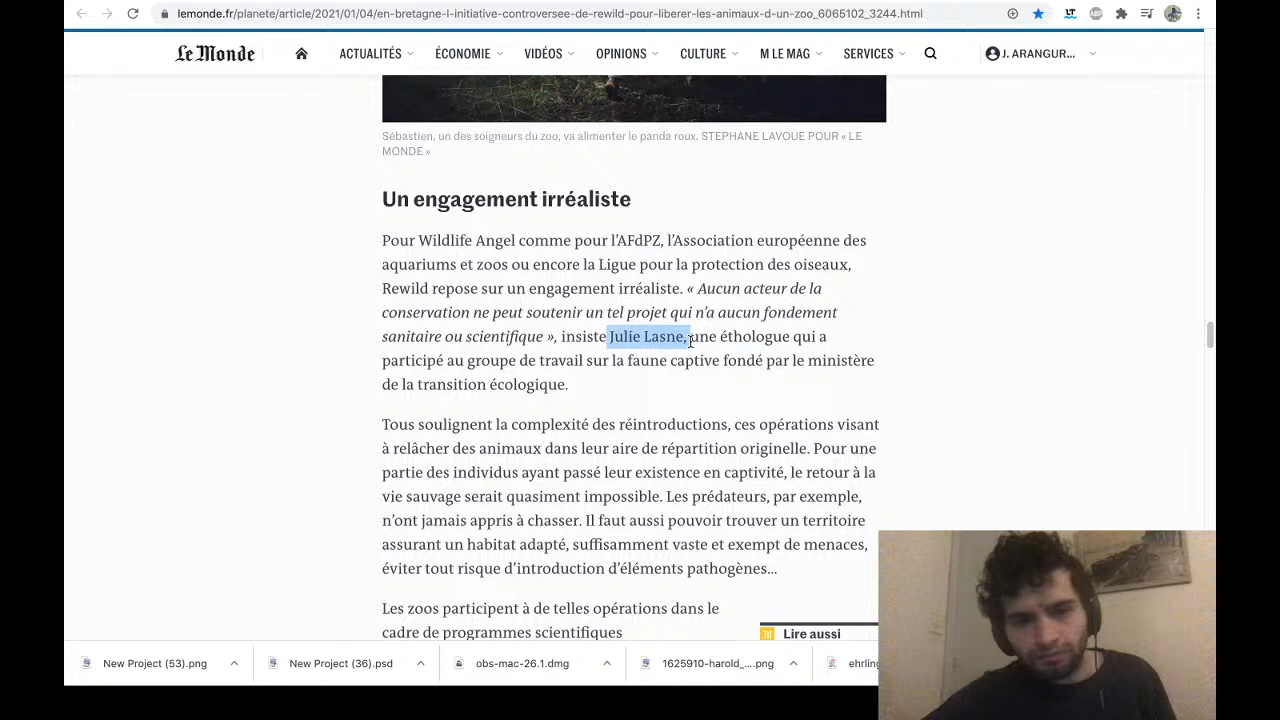 lemonde.fr/planete/article/2021/01/04/en-bretagne-l-initiative-controversee-de-rewild-pour-liberer-les-animaux-d-un-zoo_6065102_3244.html
Le Monde
ACTUALITÉS
ÉCONOMIE
VIDÉOS
OPINIONS
CULTURE
M LE MAG
SERVICES
J. ARANGUR...
Sébastien, un des soigneurs du zoo, va alimenter le panda roux. STEPHANE LAVOUE POUR « LE
MONDE »
Un engagement irréaliste
Pour Wildlife Angel comme pour l’AFdPZ, l’Association européenne des
aquariums et zoos ou encore la Ligue pour la protection des oiseaux,
Rewild repose sur un engagement irréaliste. « Aucun acteur de la
conservation ne peut soutenir un tel projet qui n’a aucun fondement
sanitaire ou scientifique », insiste Julie Lasne, une éthologue qui a
participé au groupe de travail sur la faune captive fondé par le ministère
de la transition écologique.
Tous soulignent la complexité des réintroductions, ces opérations visant
à relâcher des animaux dans leur aire de répartition originelle. Pour une
partie des individus ayant passé leur existence en captivité, le retour à la
vie sauvage serait quasiment impossible. Les prédateurs, par exemple,
n’ont jamais appris à chasser. Il faut aussi pouvoir trouver un territoire
assurant un habitat adapté, suffisamment vaste et exempt de menaces,
éviter tout risque d’introduction d’éléments pathogènes…
Les zoos participent à de telles opérations dans le
cadre de programmes scientifiques
Lire aussi
New Project (53).png
New Project (36).psd
obs-mac-26.1.dmg
1625910-harold_....png
ehrling